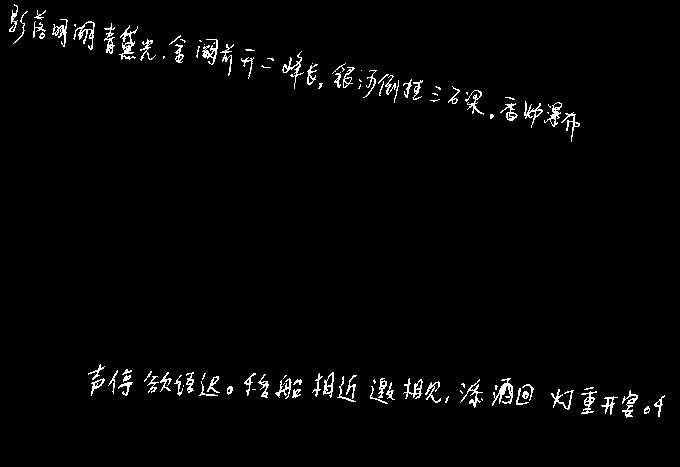 影落明湖青黛光,金阙前开二峰长,银河倒挂三石梁。香炉瀑布
声停欲语迟。移船相近邀相见,添酒回灯重开宴。千